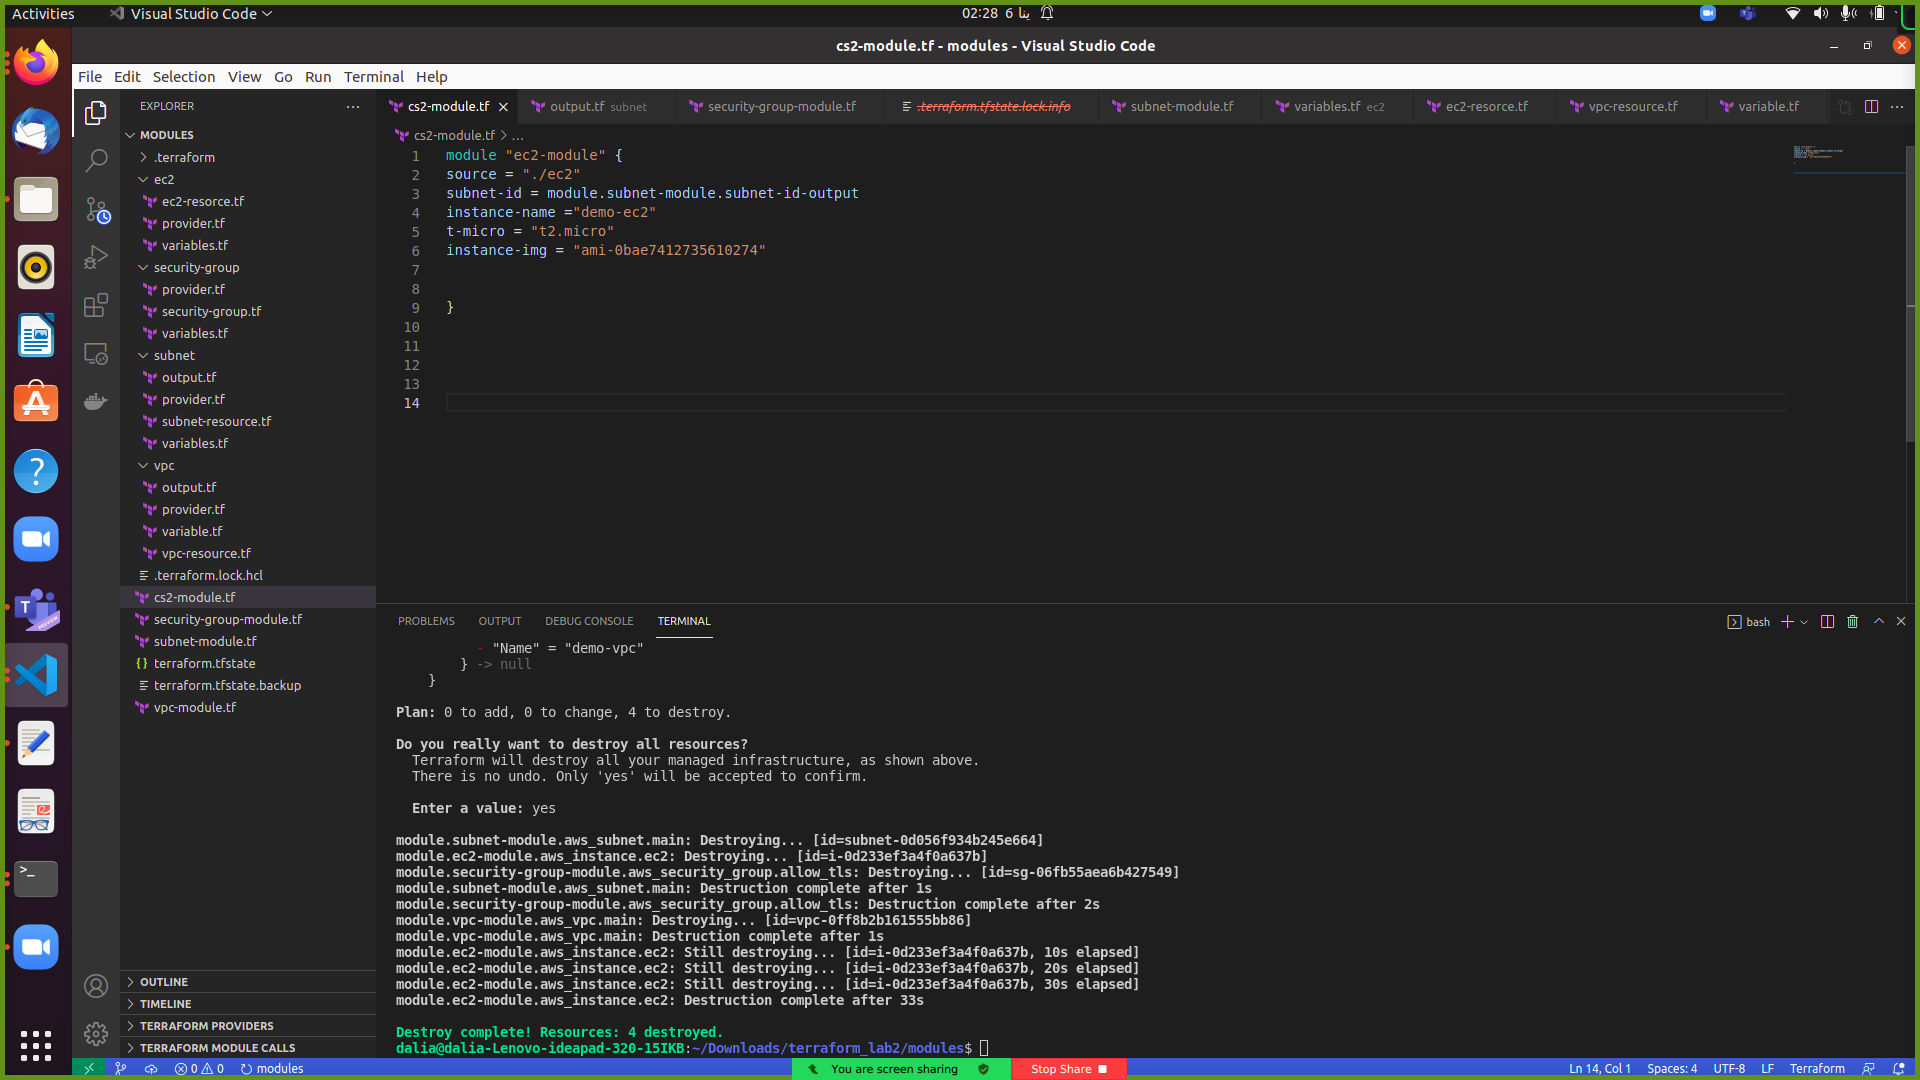 Activities
Visual Studio Code
02:28 6 ينا
cs2-module.tf - modules - Visual Studio Code
File Edit Selection View Go Run Terminal Help
EXPLORER
cs2-module.tf
output.tf subnet
security-group-module.tf
.terraform.tfstate.lock.info
subnet-module.tf
variables.tf ec2
ec2-resorce.tf
vpc-resource.tf
variable.tf
MODULES
.terraform
ec2
ec2-resorce.tf
provider.tf
variables.tf
security-group
provider.tf
security-group.tf
variables.tf
subnet
output.tf
provider.tf
subnet-resource.tf
variables.tf
vpc
output.tf
provider.tf
variable.tf
vpc-resource.tf
.terraform.lock.hcl
cs2-module.tf
security-group-module.tf
subnet-module.tf
terraform.tfstate
terraform.tfstate.backup
vpc-module.tf
OUTLINE
TIMELINE
TERRAFORM PROVIDERS
TERRAFORM MODULE CALLS
cs2-module.tf > ...
1 module "ec2-module" {
2 source = "./ec2"
3 subnet-id = module.subnet-module.subnet-id-output
4 instance-name ="demo-ec2"
5 t-micro = "t2.micro"
6 instance-img = "ami-0bae7412735610274"
7
8
9 }
10
11
12
13
14
PROBLEMS OUTPUT DEBUG CONSOLE TERMINAL
bash
- "Name" = "demo-vpc"
} -> null
}
Plan: 0 to add, 0 to change, 4 to destroy.
Do you really want to destroy all resources?
Terraform will destroy all your managed infrastructure, as shown above.
There is no undo. Only 'yes' will be accepted to confirm.
Enter a value: yes
module.subnet-module.aws_subnet.main: Destroying... [id=subnet-0d056f934b245e664]
module.ec2-module.aws_instance.ec2: Destroying... [id=i-0d233ef3a4f0a637b]
module.security-group-module.aws_security_group.allow_tls: Destroying... [id=sg-06fb55aea6b427549]
module.subnet-module.aws_subnet.main: Destruction complete after 1s
module.security-group-module.aws_security_group.allow_tls: Destruction complete after 2s
module.vpc-module.aws_vpc.main: Destroying... [id=vpc-0ff8b2b161555bb86]
module.vpc-module.aws_vpc.main: Destruction complete after 1s
module.ec2-module.aws_instance.ec2: Still destroying... [id=i-0d233ef3a4f0a637b, 10s elapsed]
module.ec2-module.aws_instance.ec2: Still destroying... [id=i-0d233ef3a4f0a637b, 20s elapsed]
module.ec2-module.aws_instance.ec2: Still destroying... [id=i-0d233ef3a4f0a637b, 30s elapsed]
module.ec2-module.aws_instance.ec2: Destruction complete after 33s
Destroy complete! Resources: 4 destroyed.
dalia@dalia-Lenovo-ideapad-320-15IKB:~/Downloads/terraform_lab2/modules$
0 0 modules
You are screen sharing
Stop Share
Ln 14, Col 1 Spaces: 4 UTF-8 LF Terraform